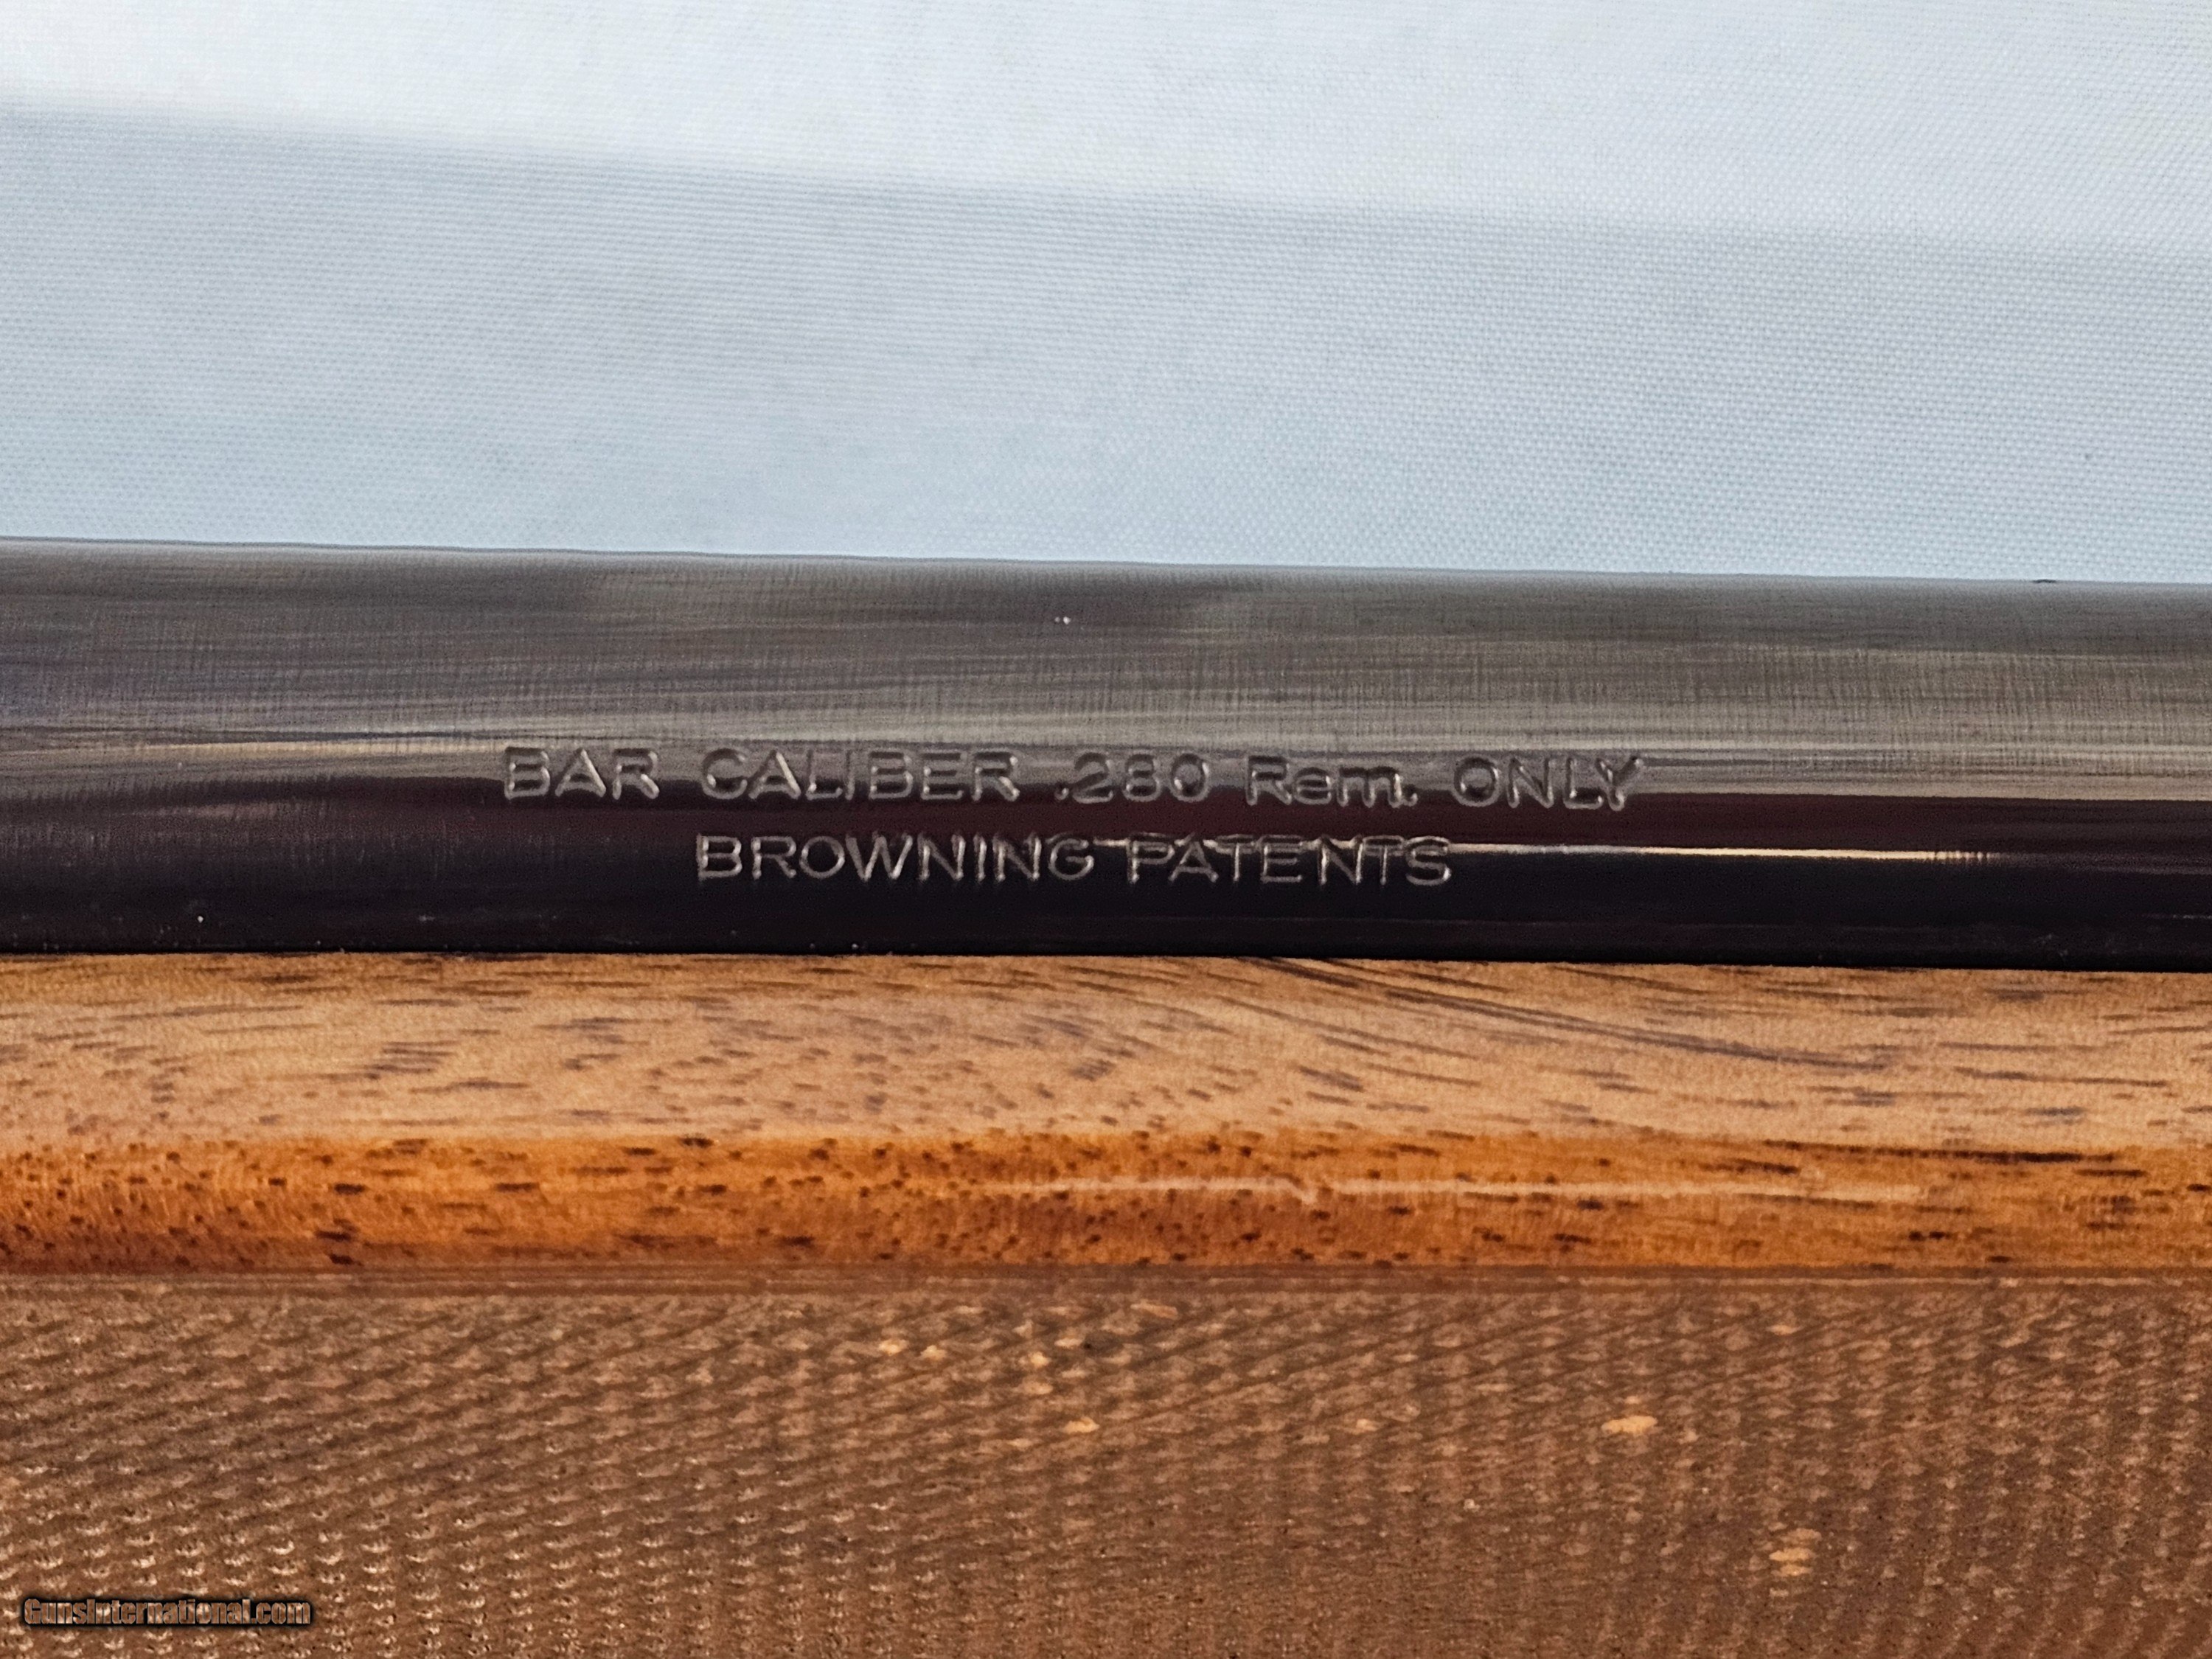 BAR CALIBER .280 Rem. ONLY
BROWNING PATENTS
GunsInternational.com